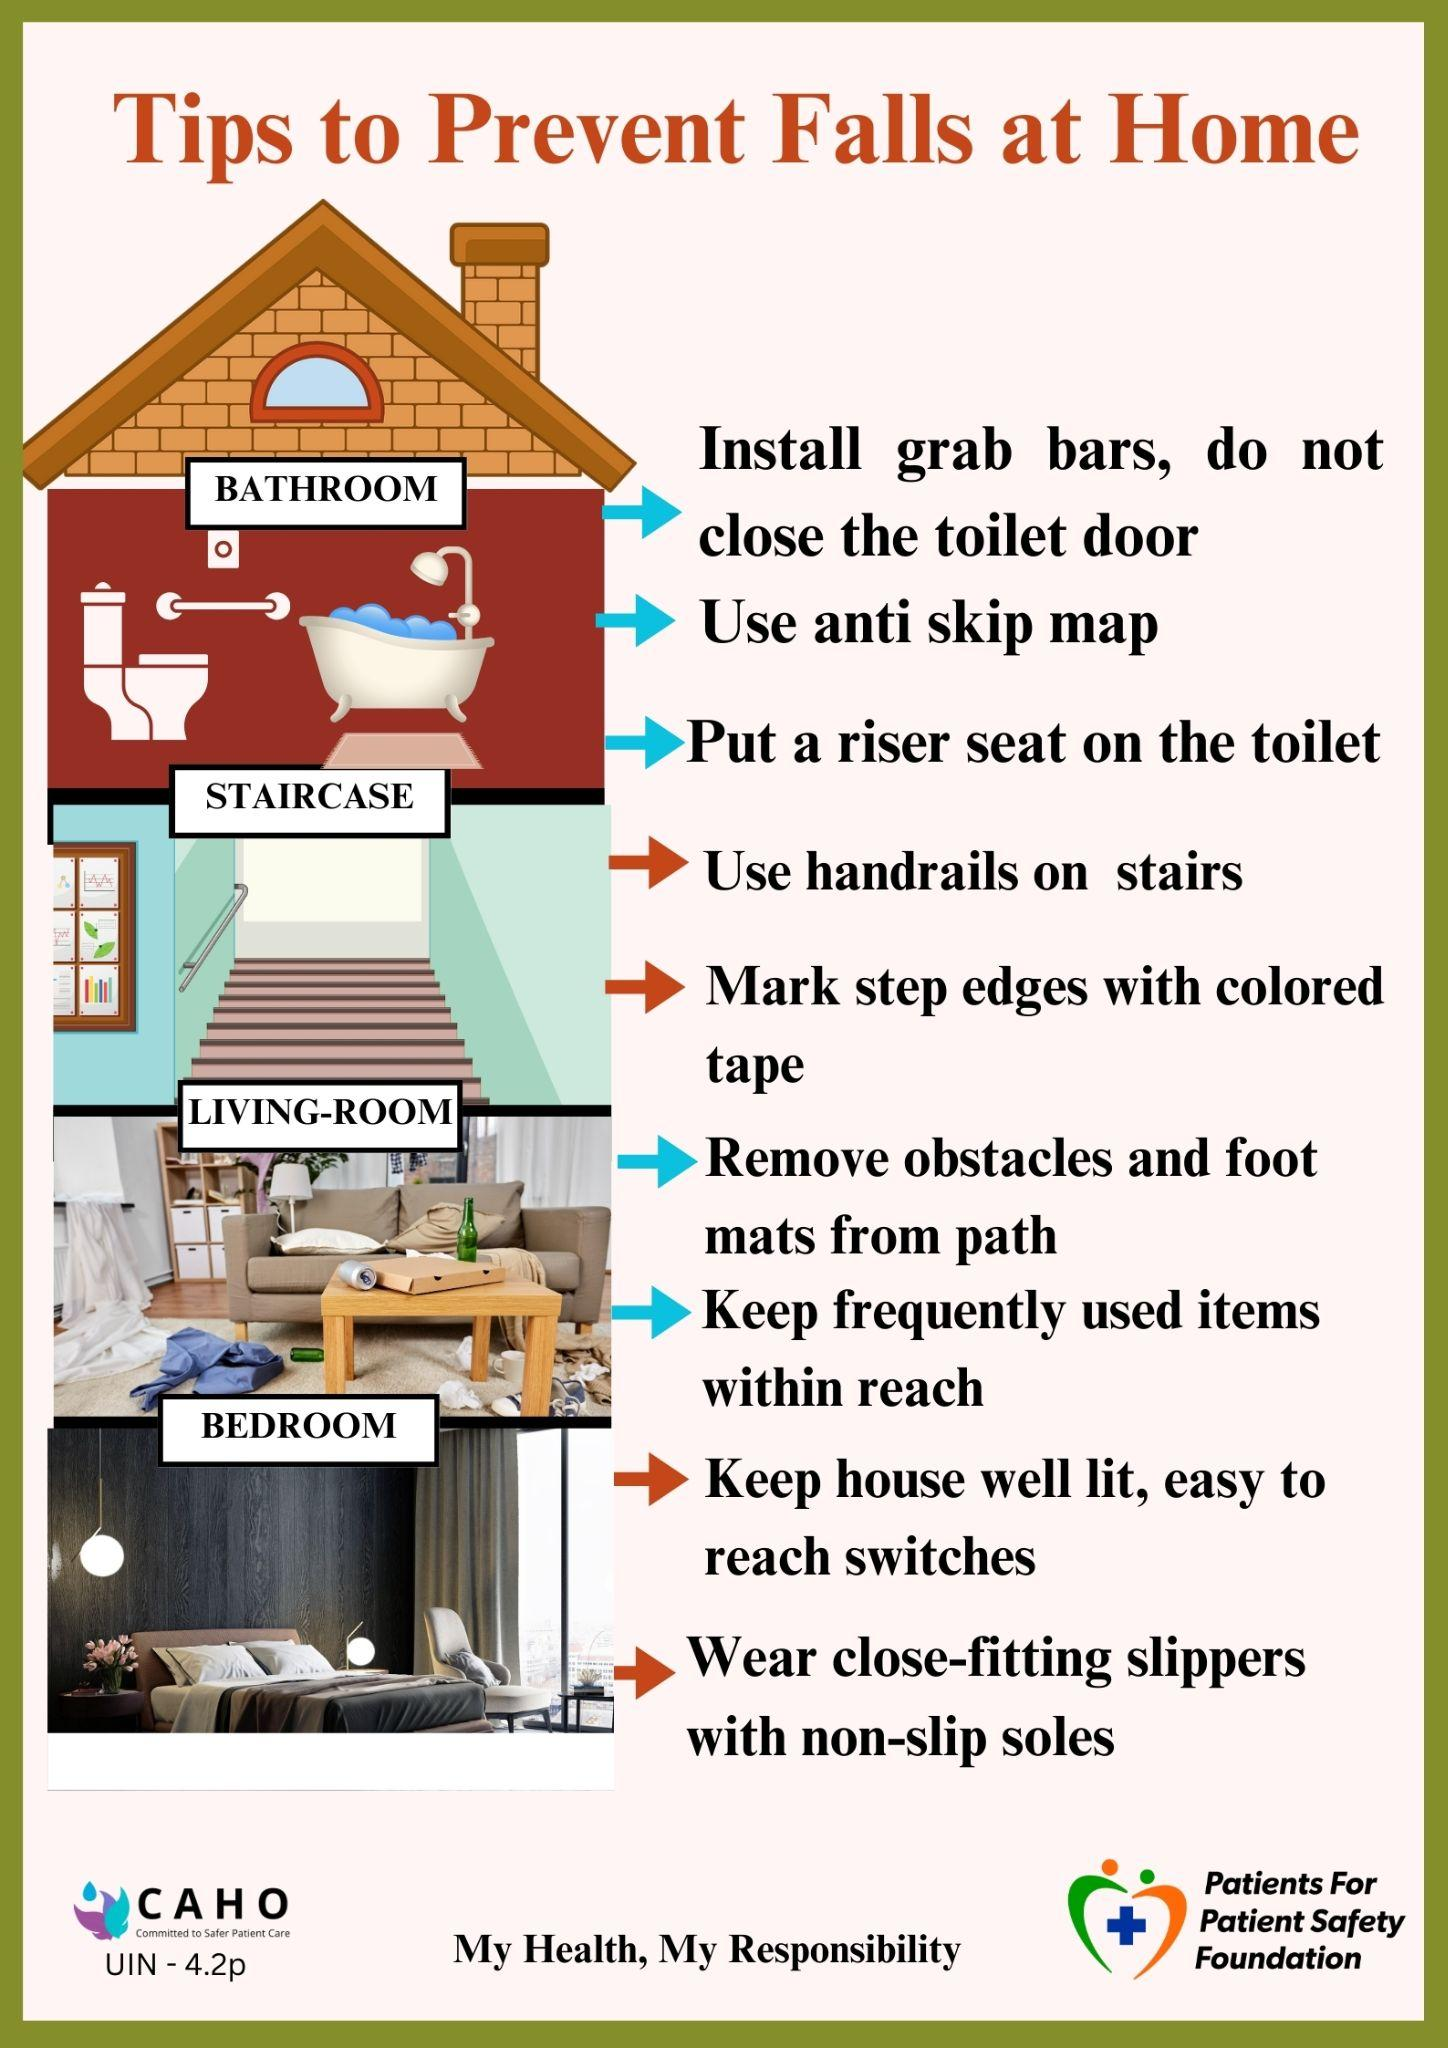 Tips to Prevent Falls at Home
BATHROOM
Install grab bars, do not
close the toilet door
Use anti skip map
Put a riser seat on the toilet
STAIRCASE
Use handrails on stairs
Mark step edges with colored
tape
LIVING-ROOM
Remove obstacles and foot
mats from path
Keep frequently used items
within reach
BEDROOM
Keep house well lit, easy to
reach switches
Wear close-fitting slippers
with non-slip soles
CAHO
Committed to Safer Patient Care
UIN - 4.2p
My Health, My Responsibility
Patients For
Patient Safety
Foundation